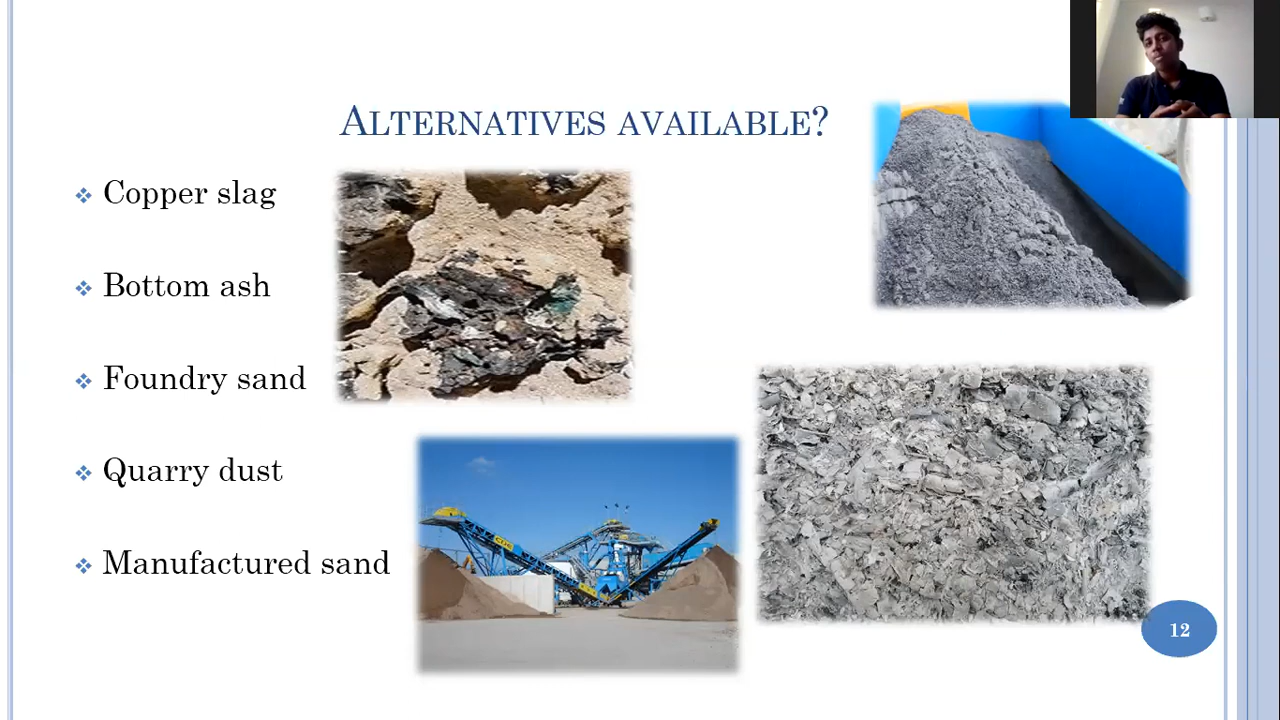 Alternatives available?
Copper slag
Bottom ash
Foundry sand
Quarry dust
Manufactured sand
12